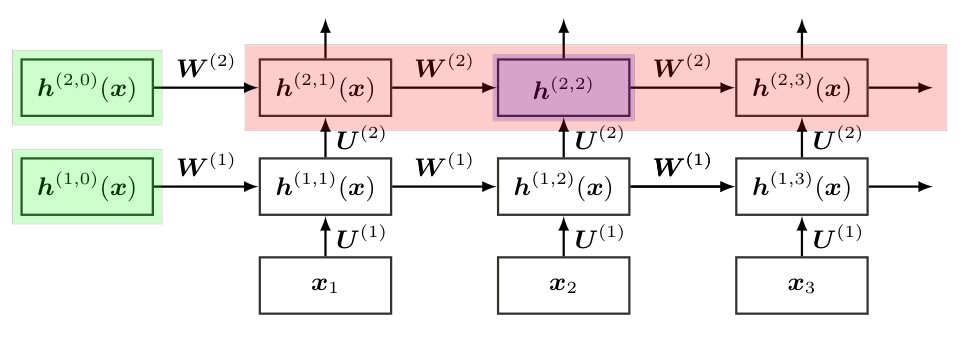 W^(2) W^(2) W^(2)
h^(2,0)(x) h^(2,1)(x) h^(2,2) h^(2,3)(x)
U^(2) U^(2) U^(2)
W^(1) W^(1) W^(1)
h^(1,0)(x) h^(1,1)(x) h^(1,2)(x) h^(1,3)(x)
U^(1) U^(1) U^(1)
x_1 x_2 x_3